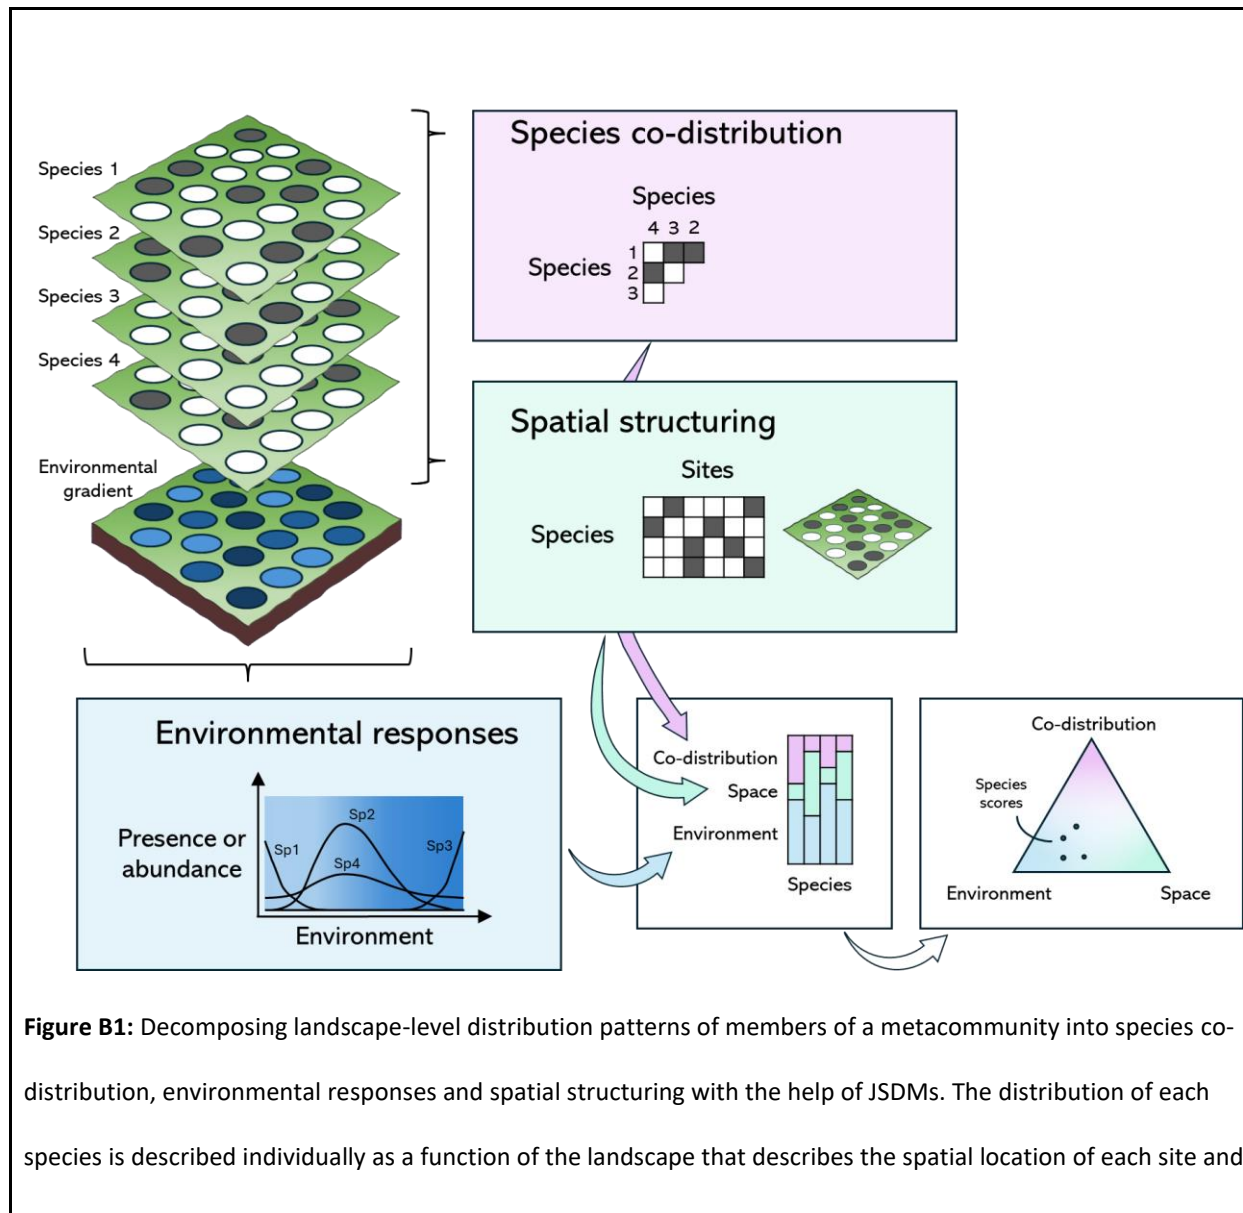 Species 1
Species 2
Species 3
Species 4
Environmental
gradient
Species co-distribution
Species
4 3 2
Species
1
2
3
Spatial structuring
Sites
Species
Environmental responses
Presence or
abundance
Sp1
Sp2
Sp4
Sp3
Environment
Co-distribution
Space
Environment
Species
Co-distribution
Species
scores
Environment
Space
Figure B1: Decomposing landscape-level distribution patterns of members of a metacommunity into species co-
distribution, environmental responses and spatial structuring with the help of JSDMs. The distribution of each
species is described individually as a function of the landscape that describes the spatial location of each site and